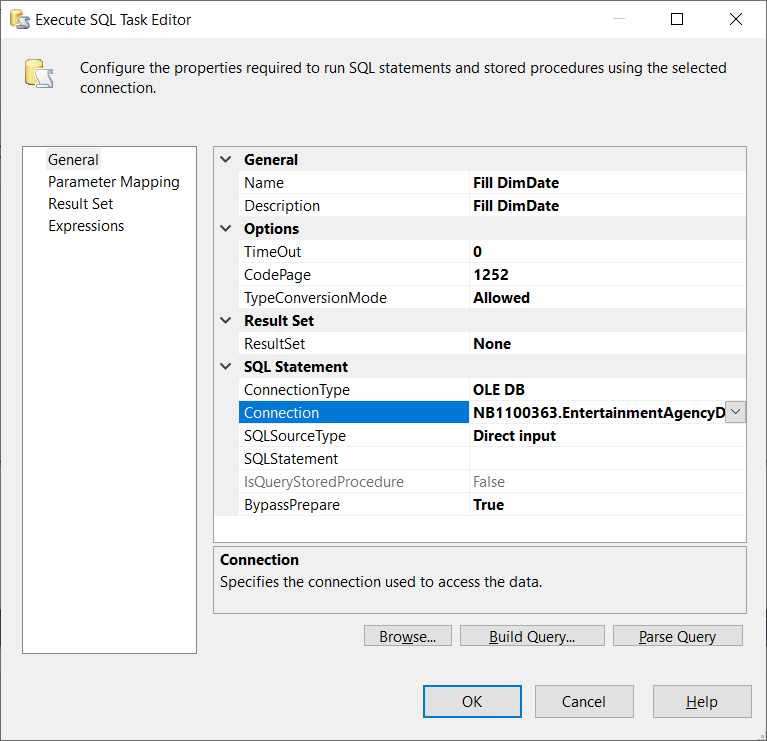 Execute SQL Task Editor
Configure the properties required to run SQL statements and stored procedures using the selected
connection.
General
Parameter Mapping
Result Set
Expressions
General
Name Fill DimDate
Description Fill DimDate
Options
TimeOut 0
CodePage 1252
TypeConversionMode Allowed
Result Set
ResultSet None
SQL Statement
ConnectionType OLE DB
Connection NB1100363.EntertainmentAgencyD
SQLSourceType Direct input
SQLStatement
IsQueryStoredProcedure False
BypassPrepare True
Connection
Specifies the connection used to access the data.
Browse... Build Query... Parse Query
OK Cancel Help